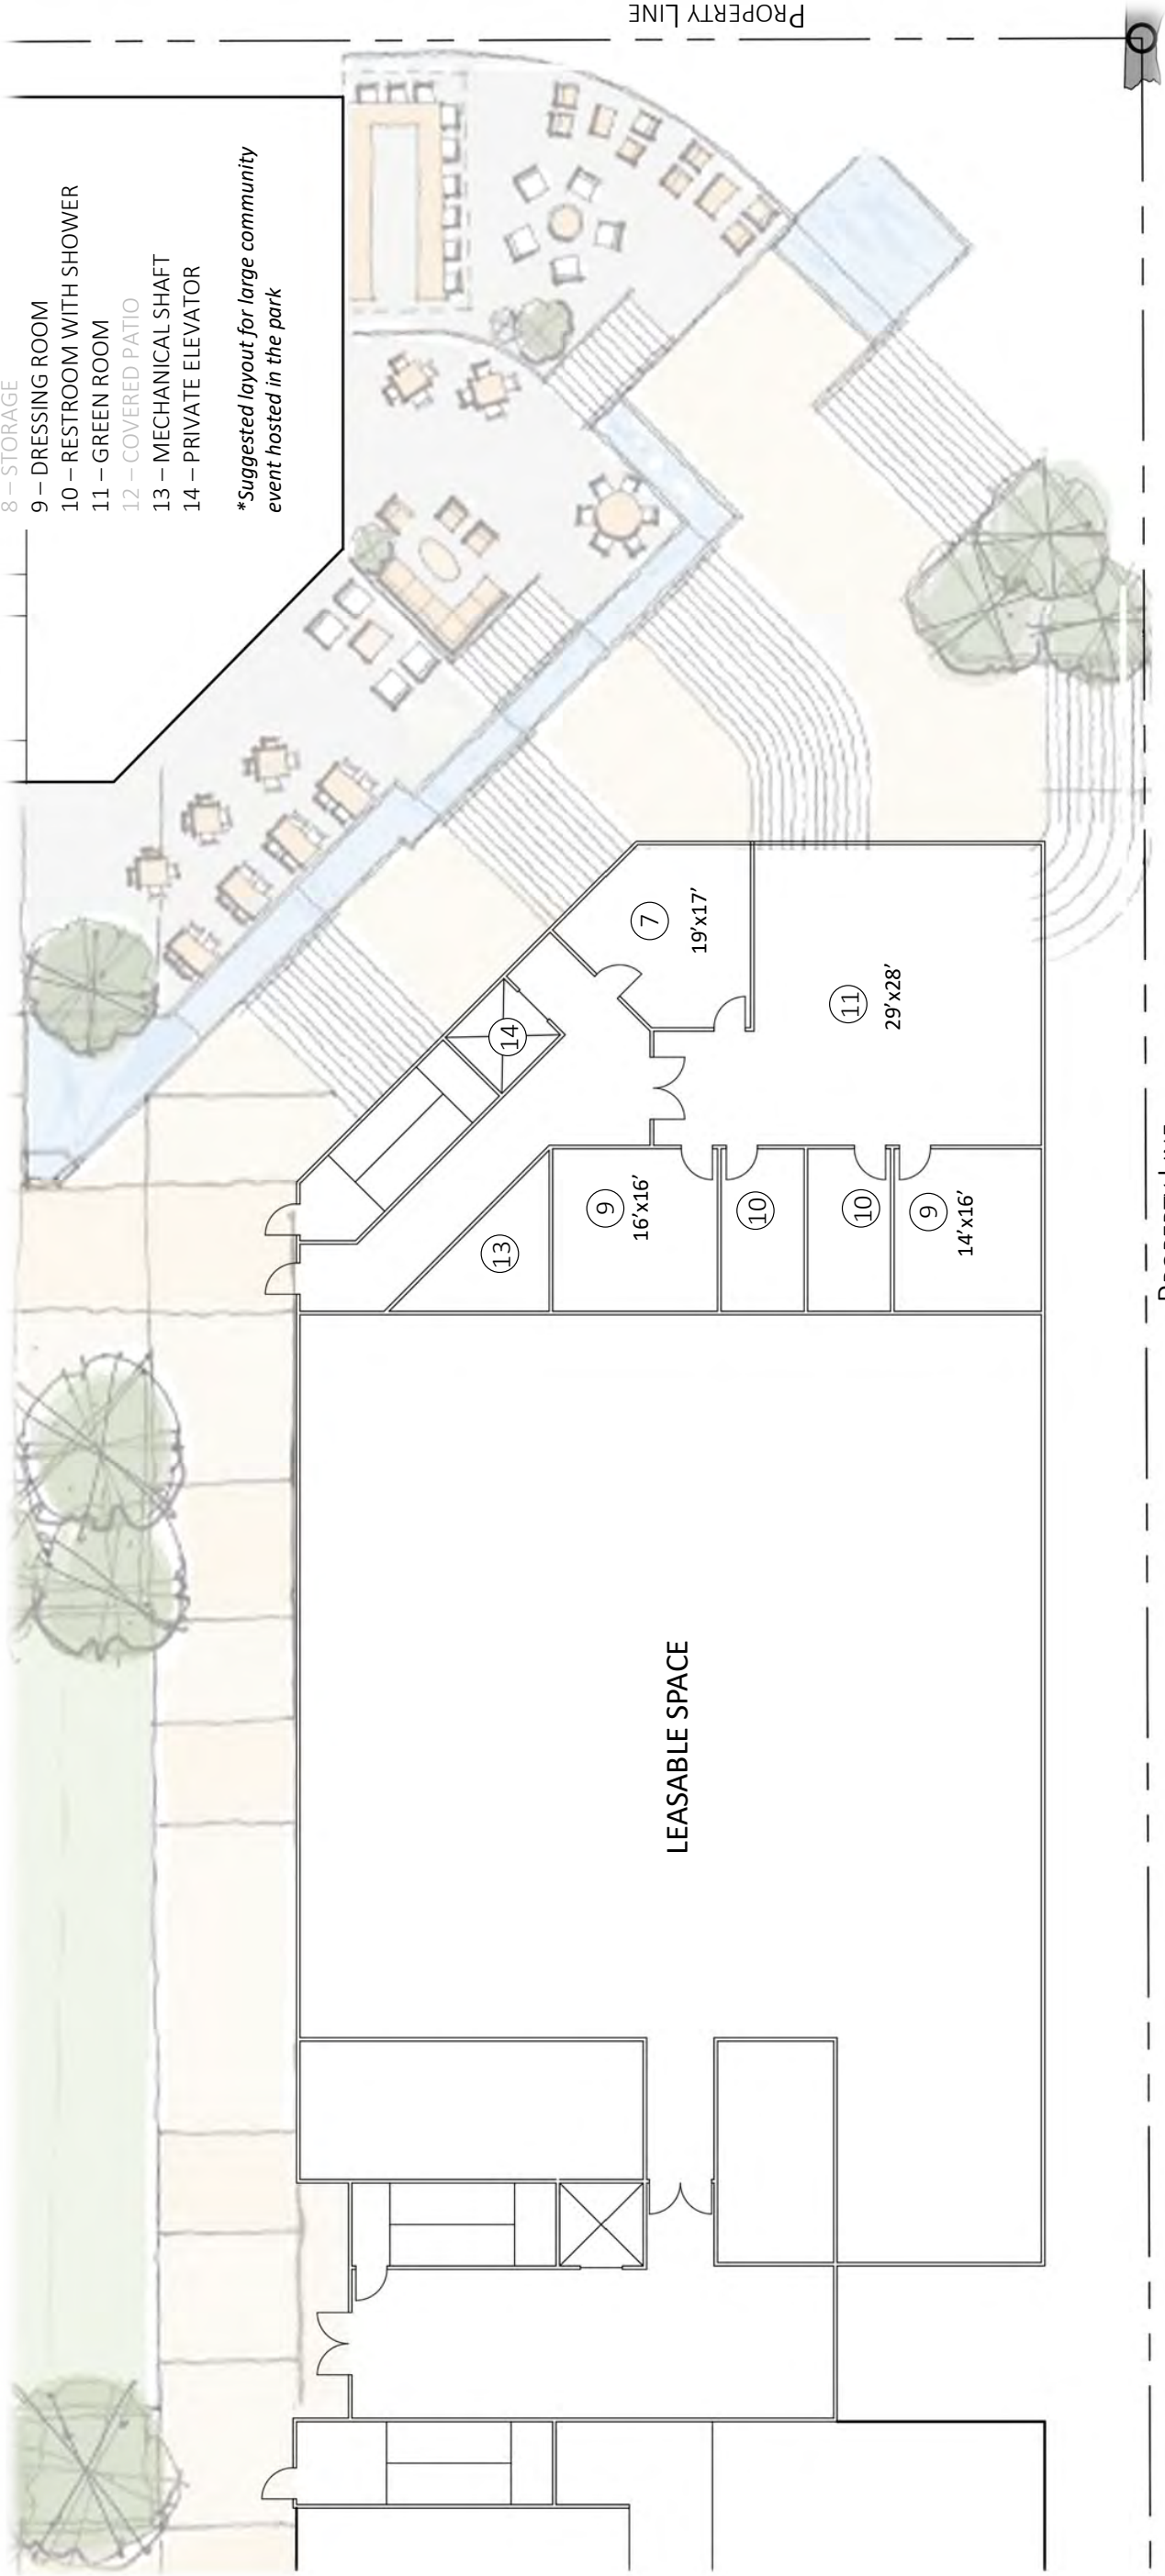 8 – STORAGE
9 – DRESSING ROOM
10 – RESTROOM WITH SHOWER
11 – GREEN ROOM
12 – COVERED PATIO
13 – MECHANICAL SHAFT
14 – PRIVATE ELEVATOR
*Suggested layout for large community
event hosted in the park
PROPERTY LINE
7
19'x17'
14
11
29'x28'
13
9
16'x16'
10
10
9
14'x16'
LEASABLE SPACE